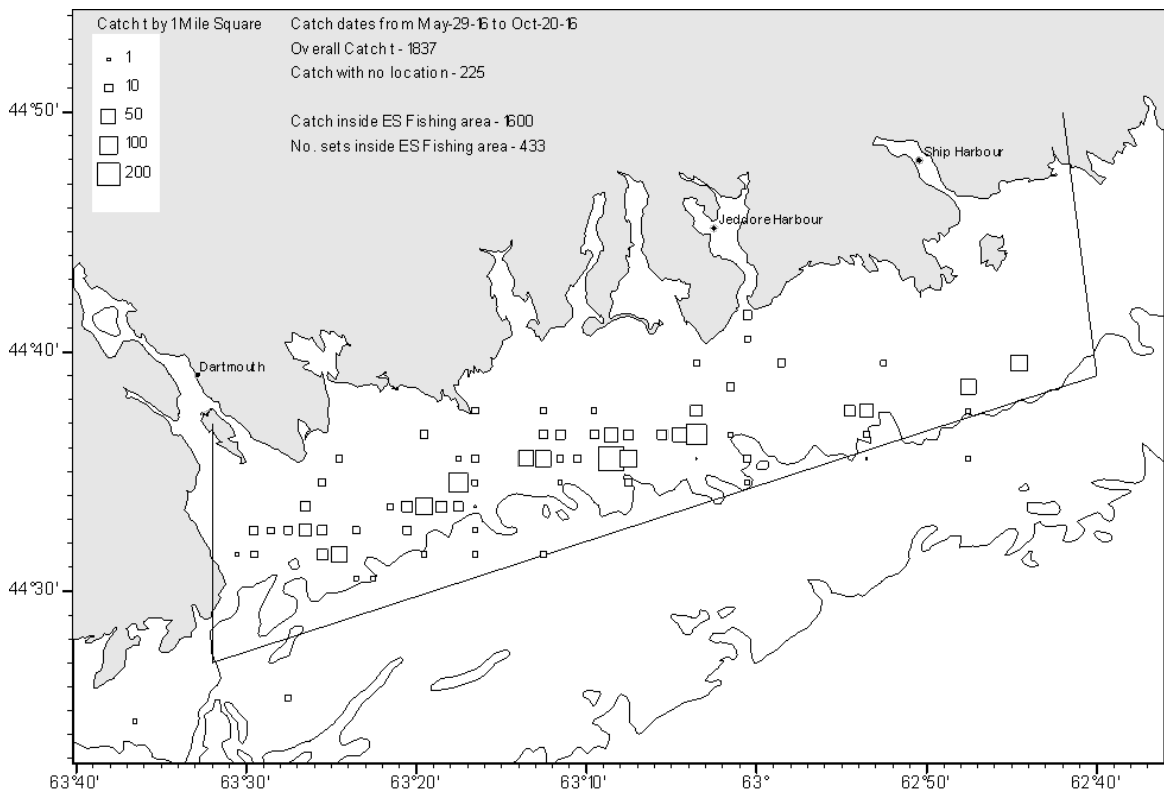 Catch t by 1 Mile Square
1
10
50
100
200
Catch dates from May-29-16 to Oct-20-16
Overall Catch t - 1837
Catch with no location - 225
Catch inside ES Fishing area - 1600
No. sets inside ES Fishing area - 433
44°50'
44°40'
44°30'
Ship Harbour
Jeddore Harbour
Dartmouth
63°40'
63°30'
63°20'
63°10'
63°
62°50'
62°40'